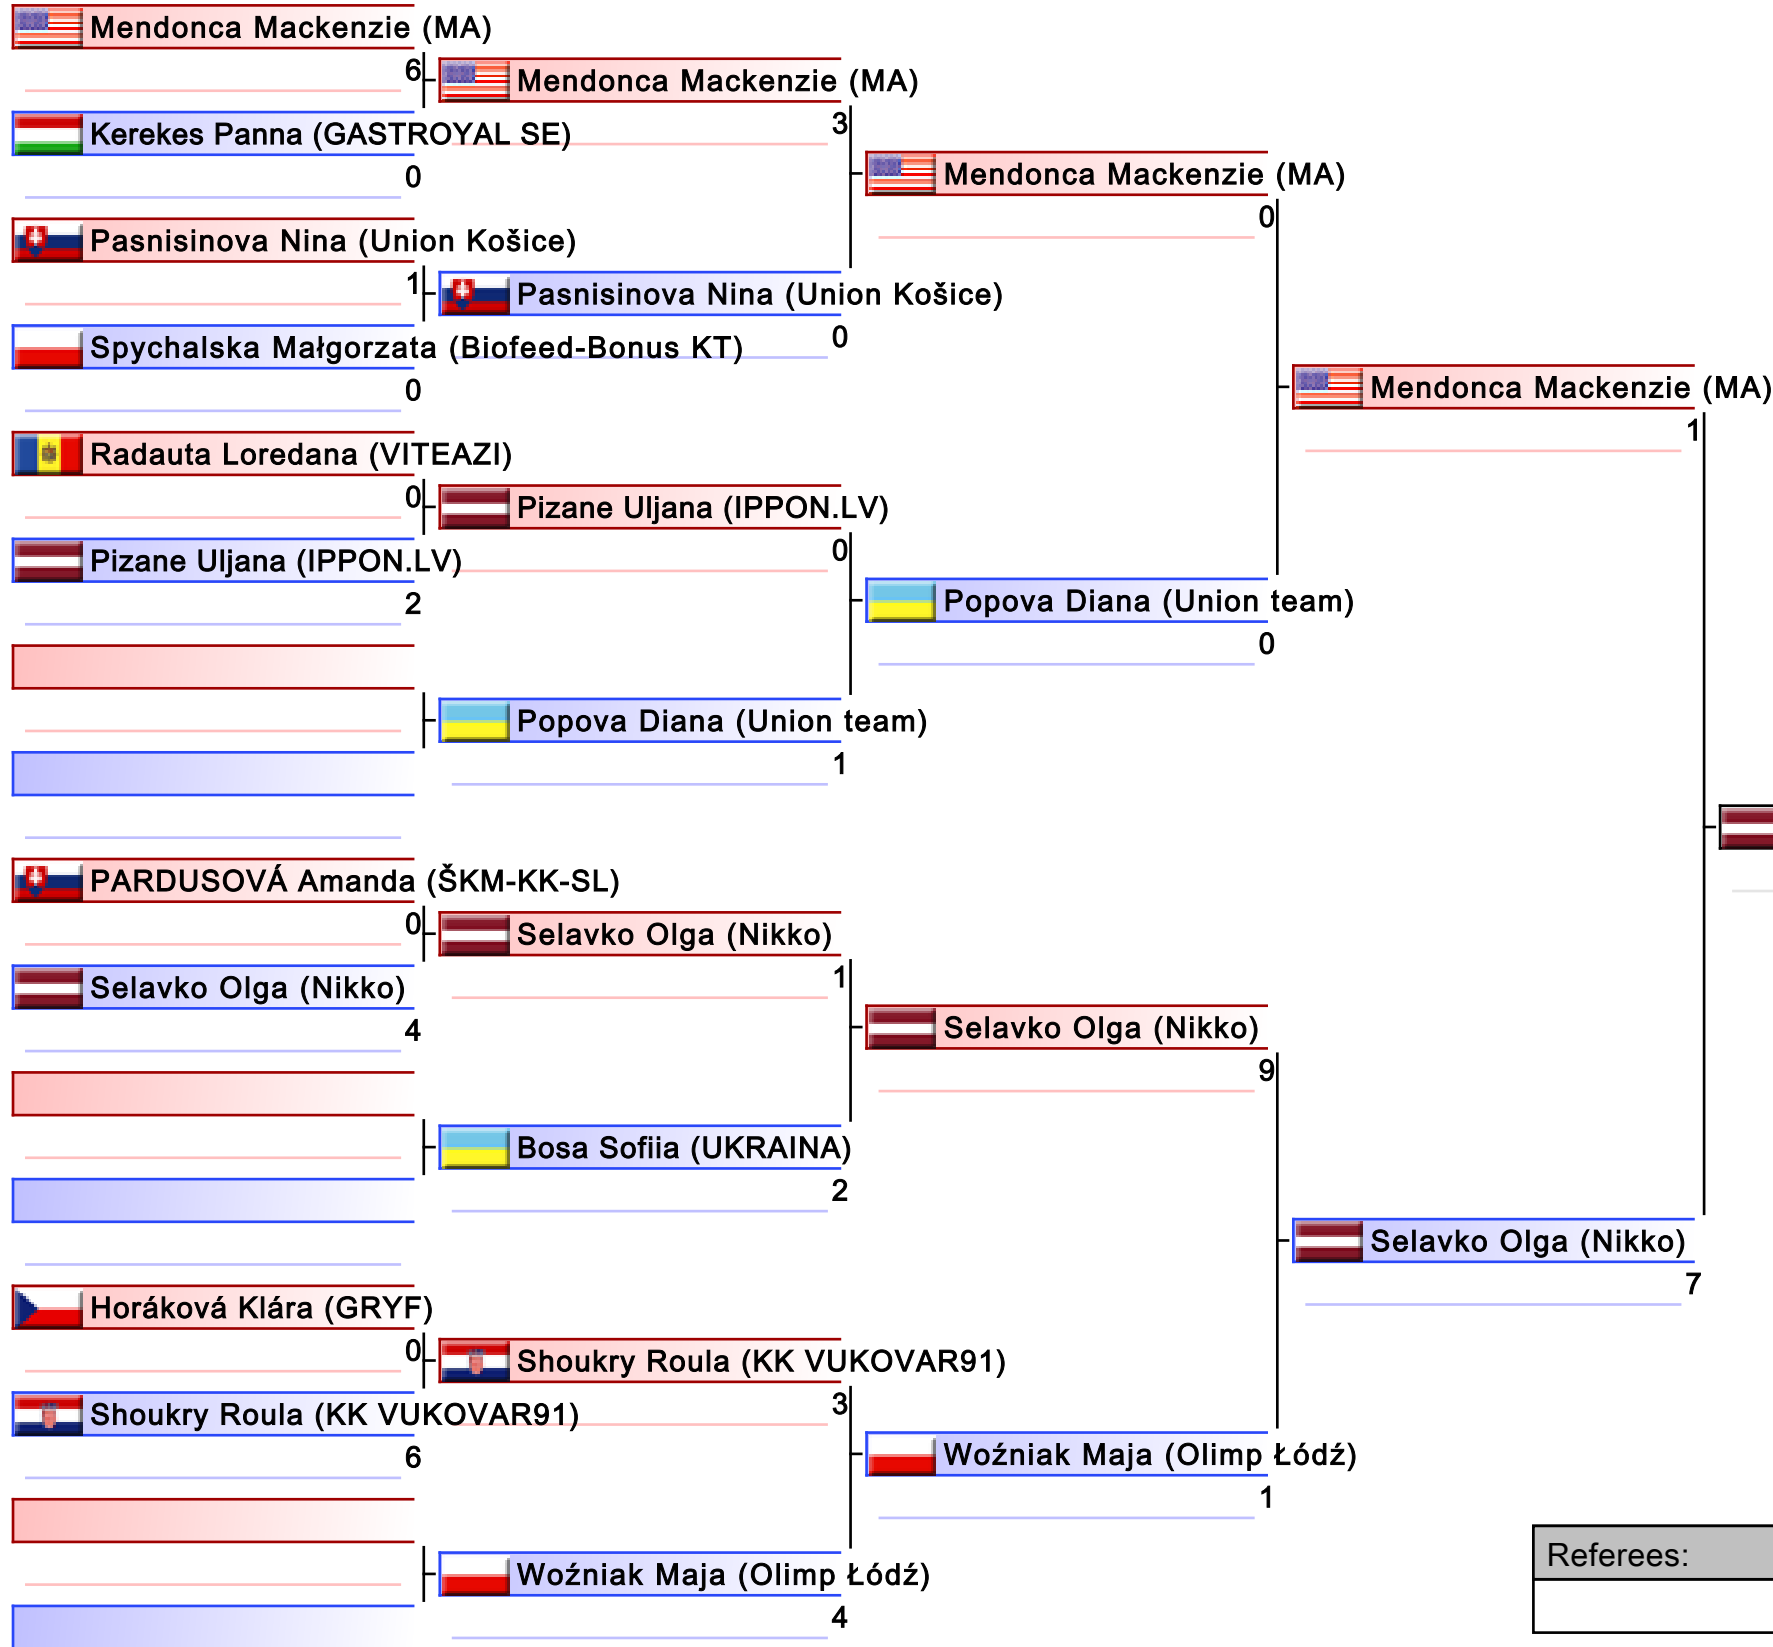 Mendonca Mackenzie (MA)
6
Kerekes Panna (GASTROYAL SE)
0
Pasnisinova Nina (Union Košice)
1
Spychalska Małgorzata (Biofeed-Bonus KT)
0
Radauta Loredana (VITEAZI)
0
Pizane Uljana (IPPON.LV)
2
PARDUSOVÁ Amanda (ŠKM-KK-SL)
0
Selavko Olga (Nikko)
4
Horáková Klára (GRYF)
0
Shoukry Roula (KK VUKOVAR91)
6
Mendonca Mackenzie (MA)
3
Pasnisinova Nina (Union Košice)
0
Pizane Uljana (IPPON.LV)
0
Popova Diana (Union team)
1
Selavko Olga (Nikko)
1
Bosa Sofiia (UKRAINA)
2
Shoukry Roula (KK VUKOVAR91)
3
Woźniak Maja (Olimp Łódź)
4
Mendonca Mackenzie (MA)
0
Popova Diana (Union team)
0
Selavko Olga (Nikko)
9
Woźniak Maja (Olimp Łódź)
1
Mendonca Mackenzie (MA)
1
Selavko Olga (Nikko)
7
Referees: